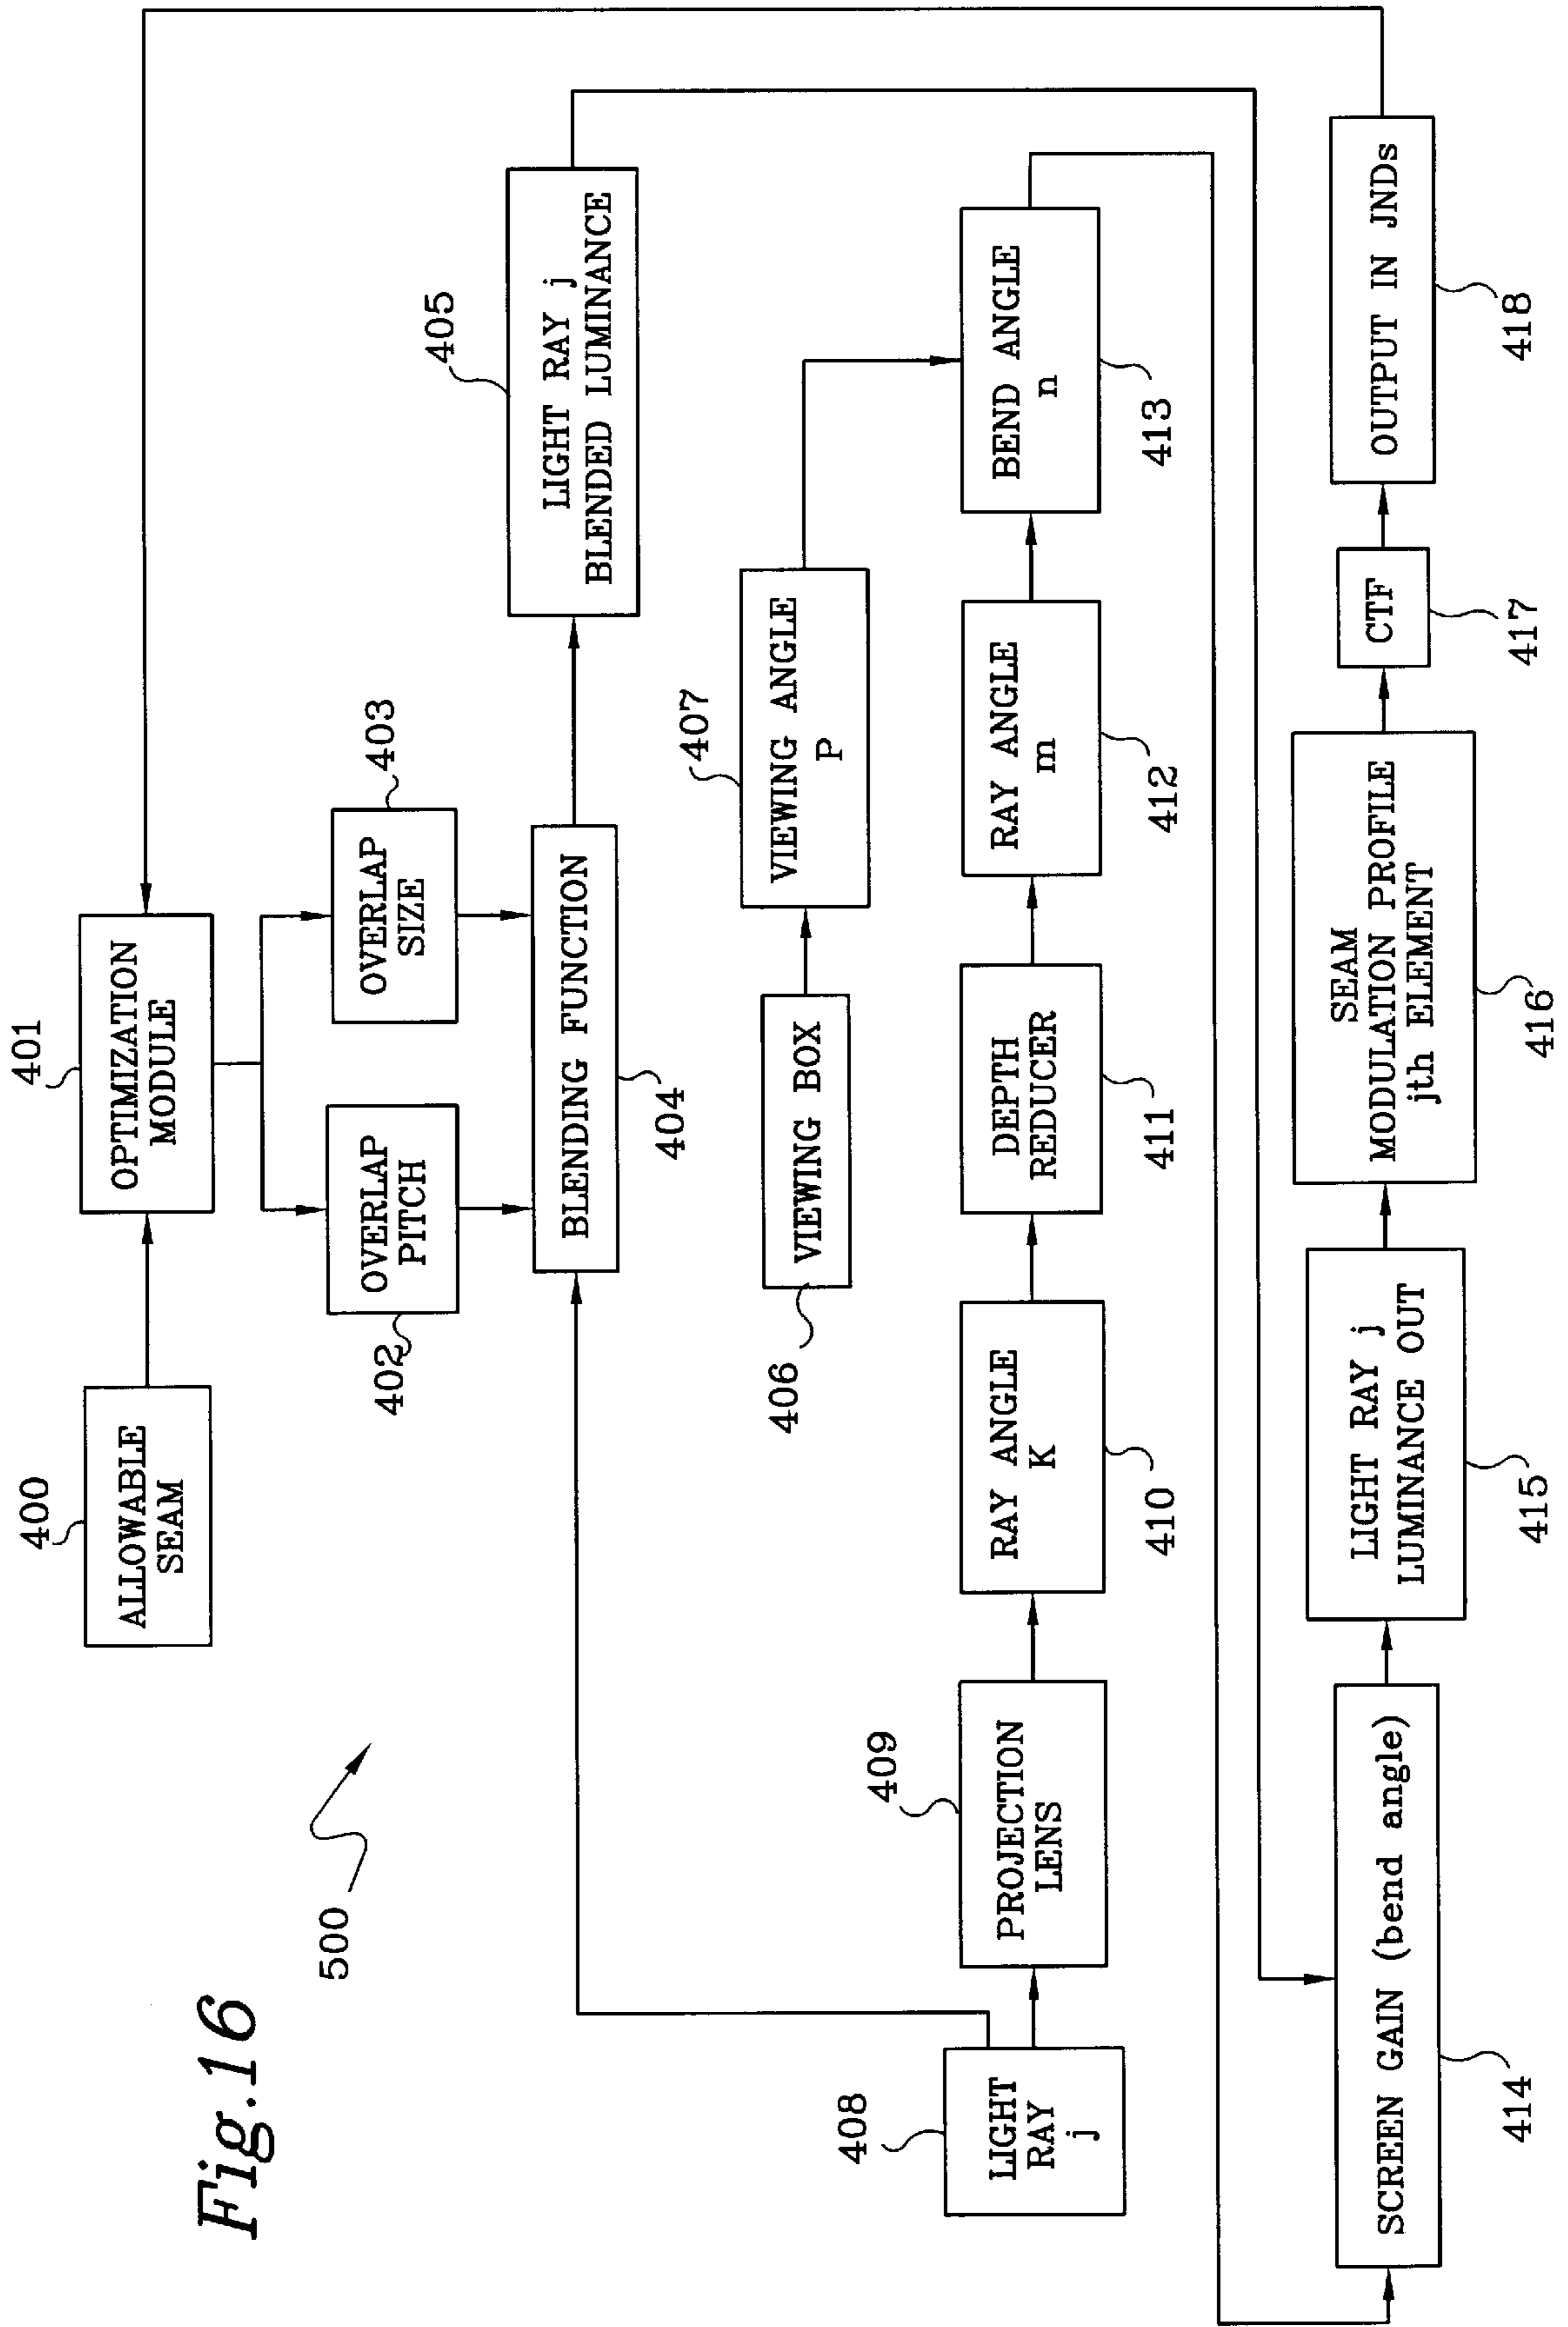 Fig.16
500
400
ALLOWABLE
SEAM
401
OPTIMIZATION
MODULE
402
OVERLAP
PITCH
403
OVERLAP
SIZE
BLENDING FUNCTION
404
405
LIGHT RAY j
BLENDED LUMINANCE
406
VIEWING BOX
407
VIEWING ANGLE
P
408
LIGHT
RAY
j
409
PROJECTION
LENS
RAY ANGLE
K
410
DEPTH
REDUCER
411
RAY ANGLE
m
412
BEND ANGLE
n
413
SCREEN GAIN (bend angle)
414
LIGHT RAY j
LUMINANCE OUT
415
SEAM
MODULATION PROFILE
jth ELEMENT
416
CTF
417
OUTPUT IN JNDs
418